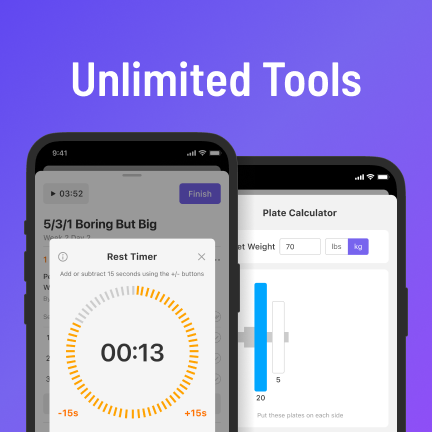 Unlimited Tools
9:41
03:52
Finish
5/3/1 Boring But Big
Week 2 Day 2
Rest Timer
Add or subtract 15 seconds using the +/- buttons
00:13
-15s
+15s
Plate Calculator
et Weight
70
lbs
kg
5
20
Put these plates on each side